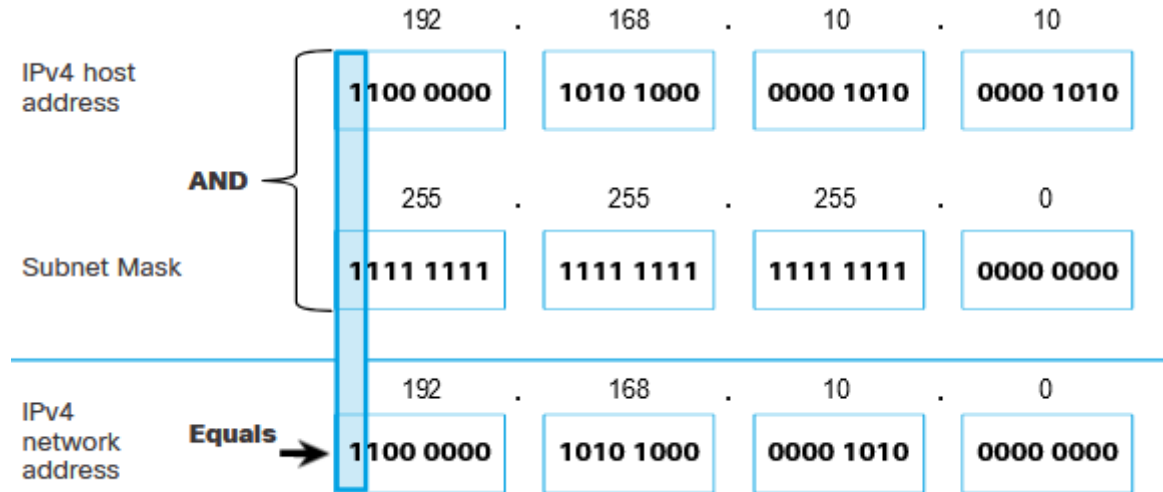 192 . 168 . 10 . 10
IPv4 host
address
1100 0000 1010 1000 0000 1010 0000 1010
AND
255 . 255 . 255 . 0
Subnet Mask
1111 1111 1111 1111 1111 1111 0000 0000
192 . 168 . 10 . 0
IPv4
network
address
Equals
1100 0000 1010 1000 0000 1010 0000 0000